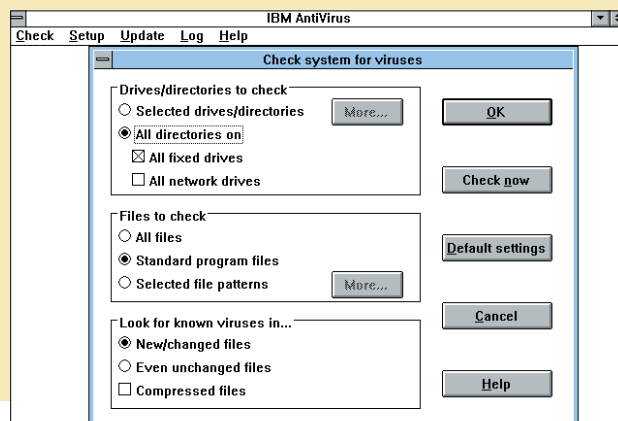 IBM AntiVirus
Check Setup Update Log Help
Check system for viruses
Drives/directories to check
Selected drives/directories
More...
All directories on
All fixed drives
All network drives
Files to check
All files
Standard program files
Selected file patterns
More...
Look for known viruses in...
New/changed files
Even unchanged files
Compressed files
OK
Check now
Default settings
Cancel
Help